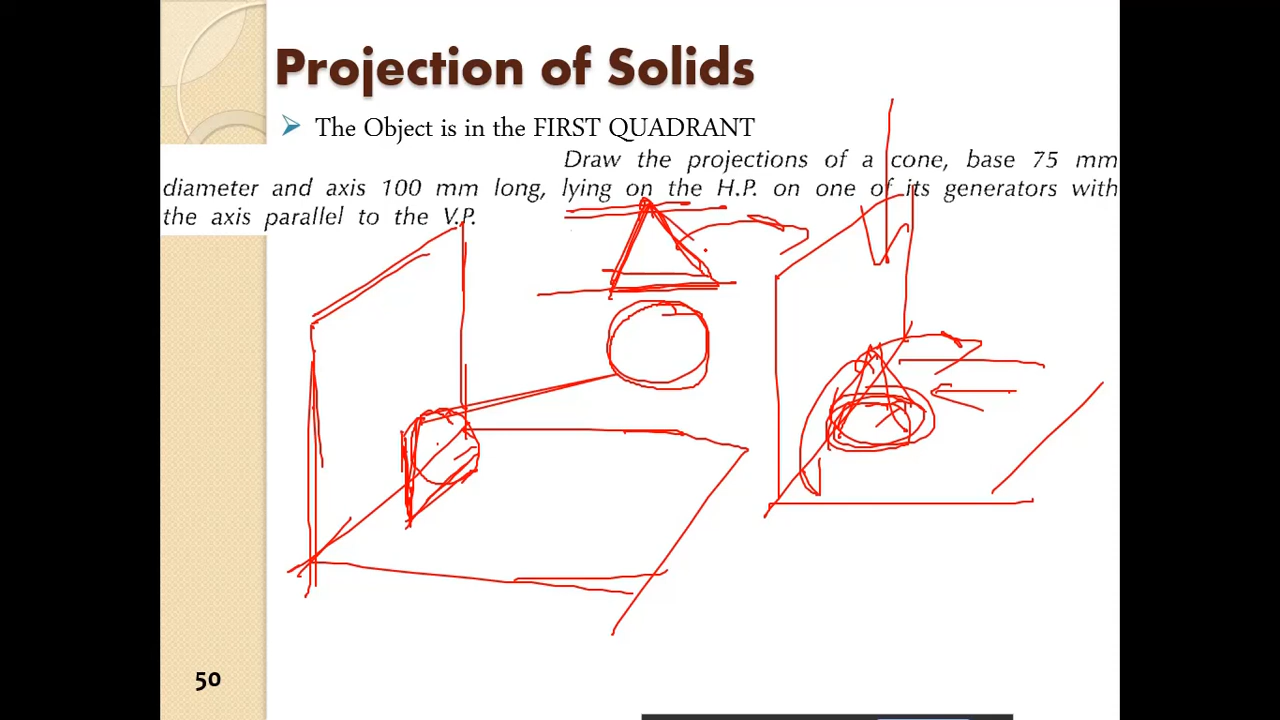 Projection of Solids
The Object is in the FIRST QUADRANT
Draw the projections of a cone, base 75 mm
diameter and axis 100 mm long, lying on the H.P. on one of its generators with
the axis parallel to the V.P.
50